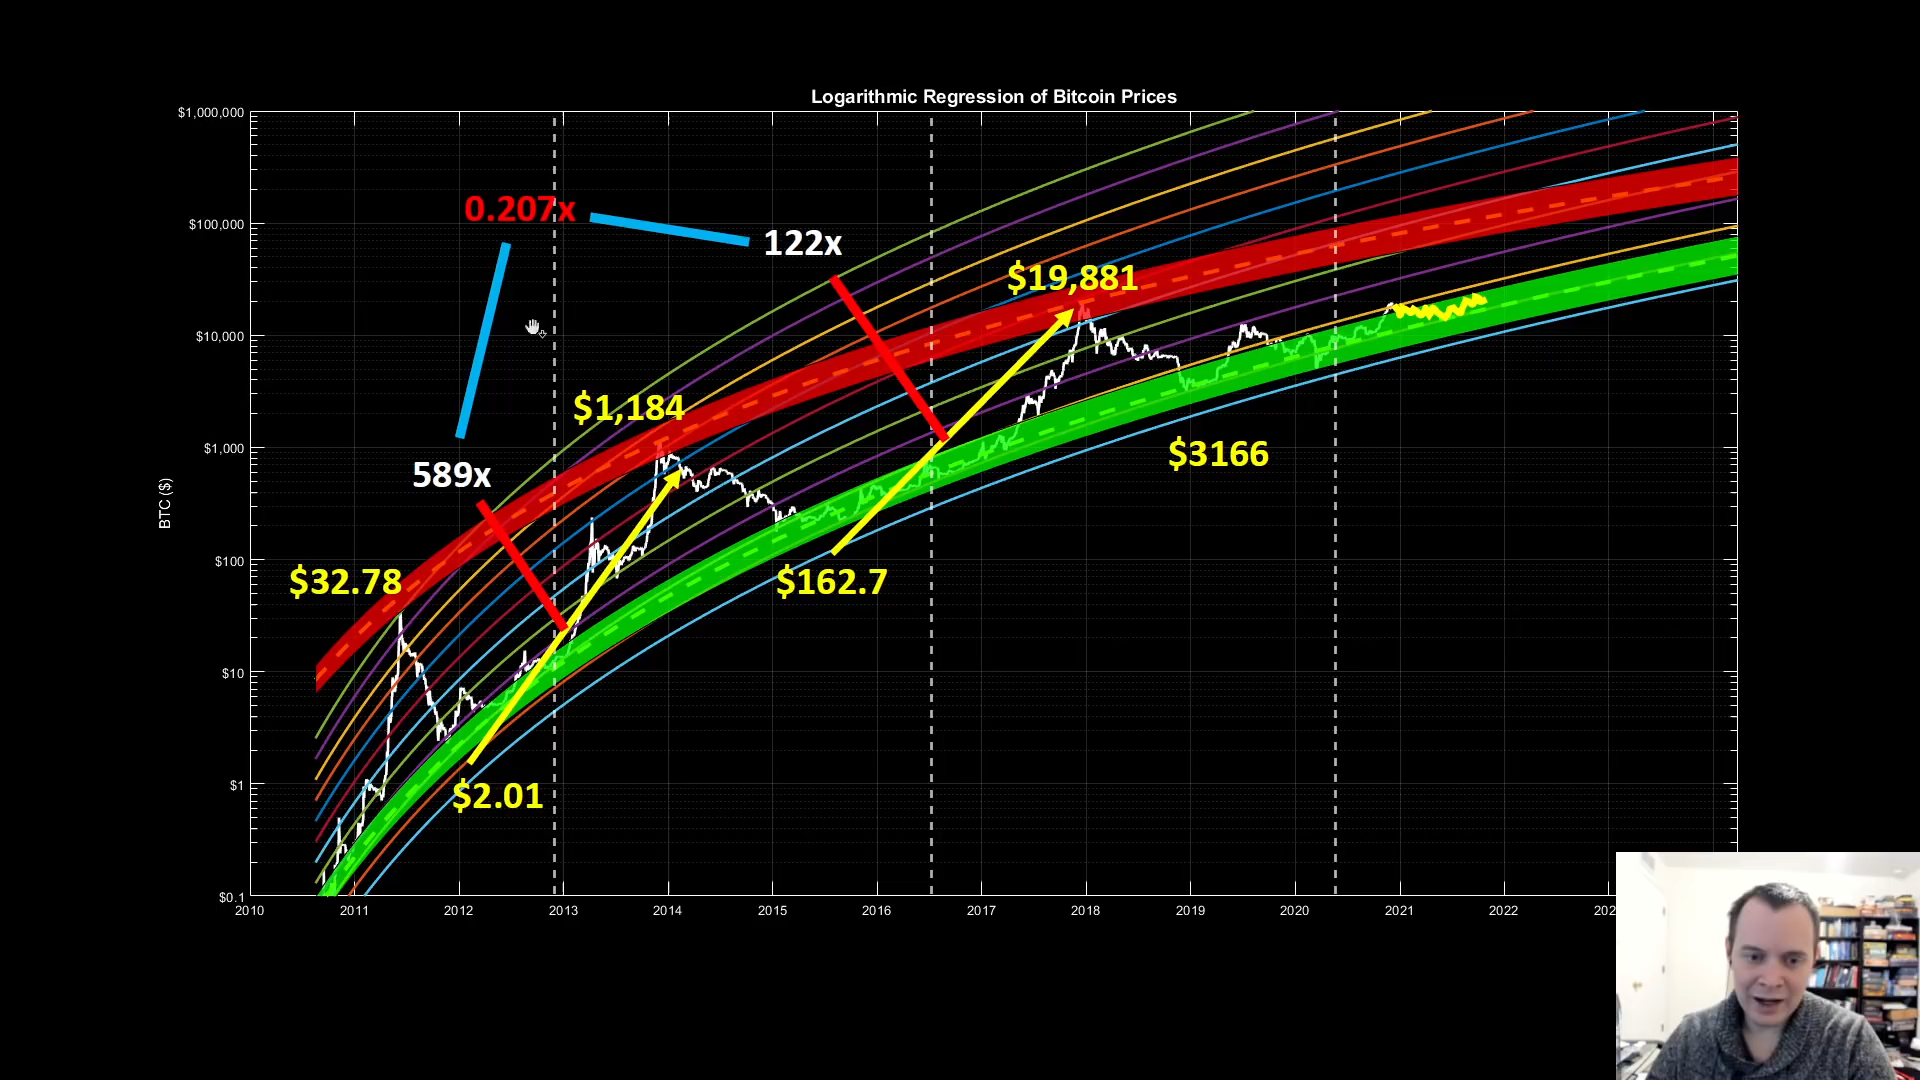 Logarithmic Regression of Bitcoin Prices
$1,000,000
$100,000
$10,000
$1,000
$100
$10
$1
$0.1
BTC ($)
0.207x
122x
$19,881
$1,184
589x
$3166
$32.78
$162.7
$2.01
2010 2011 2012 2013 2014 2015 2016 2017 2018 2019 2020 2021 2022